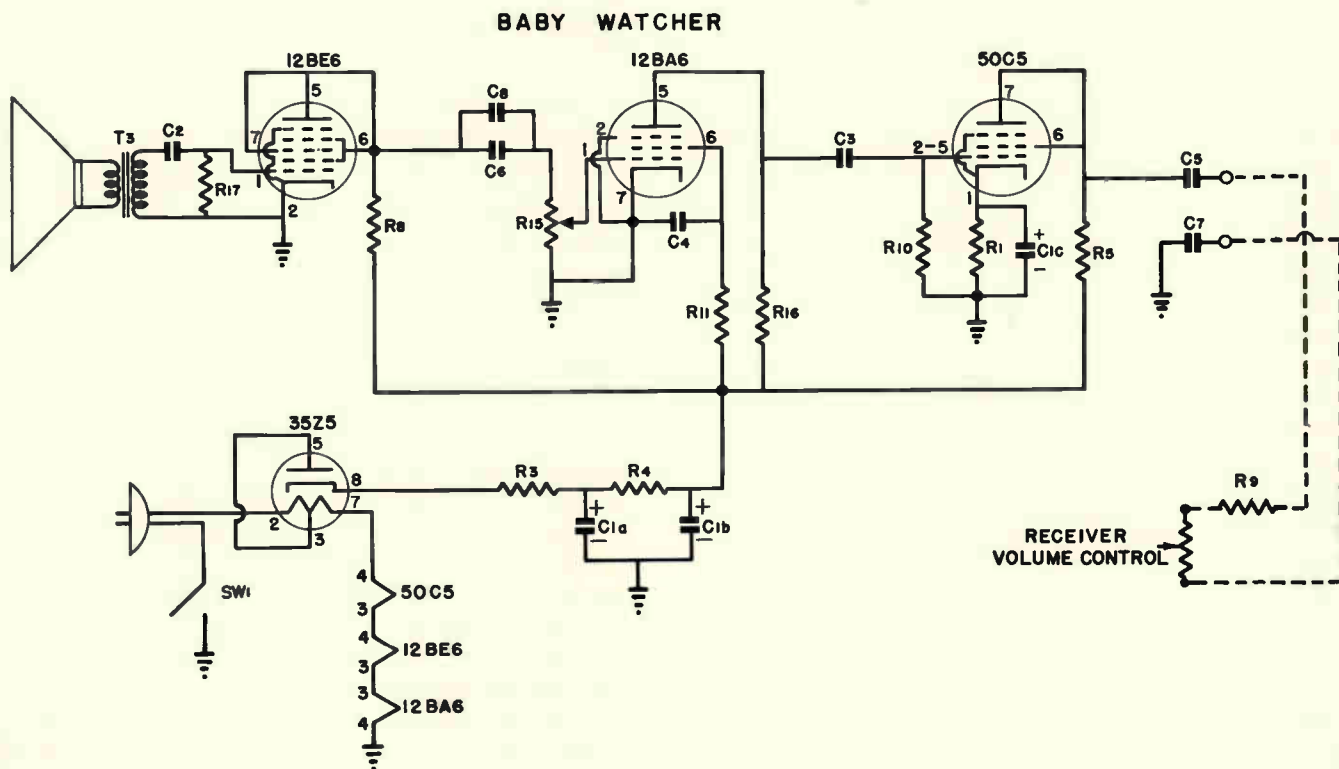 BABY WATCHER
12BE6
12BA6
50C5
5
5
7
T3
C2
7
6
1
2
R17
R8
C8
C6
2
1
6
7
R15
C4
R11
R16
C3
2-5
6
1
R10
R1
+
C1c
−
R5
C5
C7
35Z5
5
8
7
2
3
R3
R4
+
C1a
−
+
C1b
−
SW1
4
50C5
3
4
12BE6
3
3
12BA6
4
R9
RECEIVER
VOLUME CONTROL